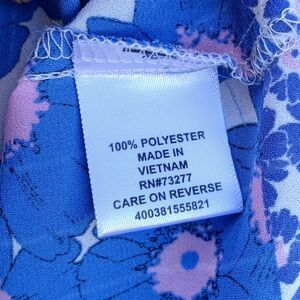 100% POLYESTER
MADE IN
VIETNAM
RN#73277
CARE ON REVERSE
400381555821